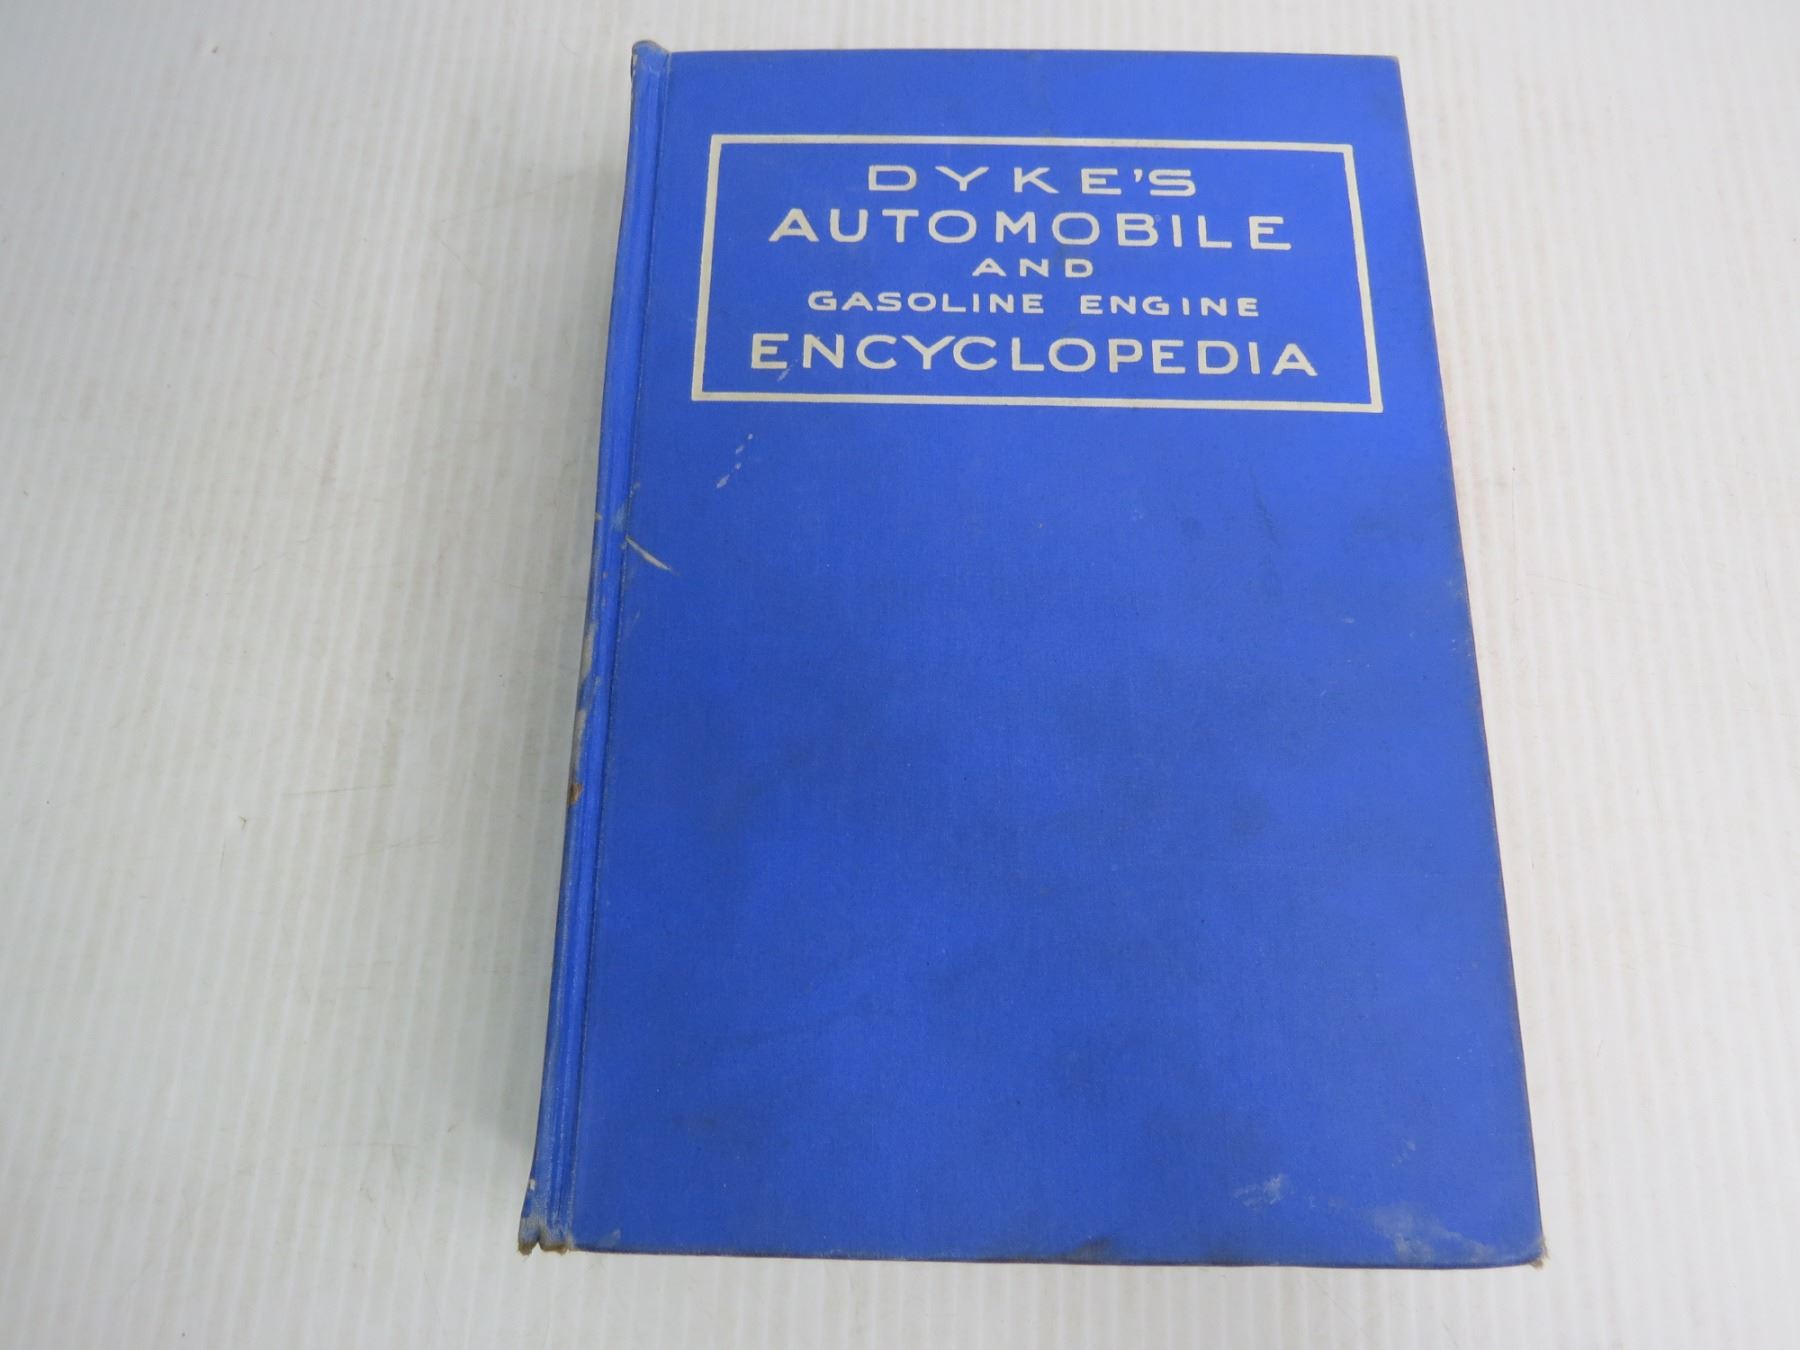 DYKE'S
AUTOMOBILE
AND
GASOLINE ENGINE
ENCYCLOPEDIA